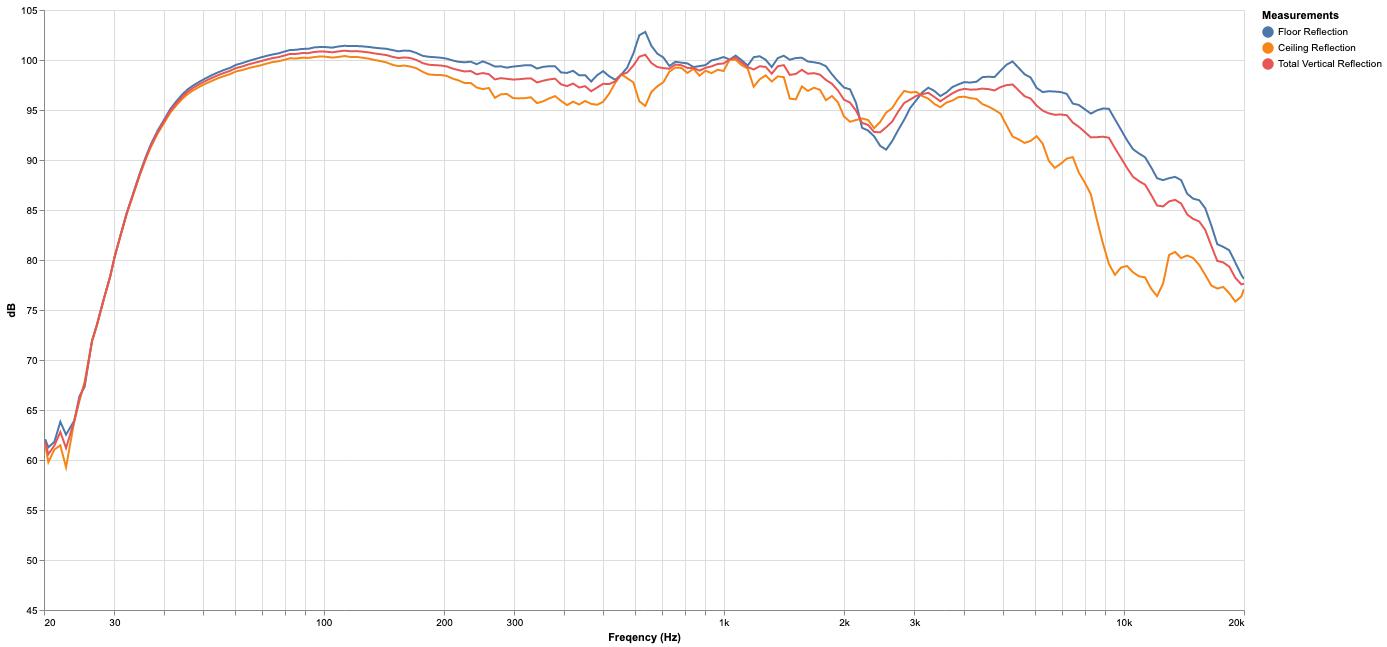 Measurements
Floor Reflection
Ceiling Reflection
Total Vertical Reflection
105
100
95
90
85
80
75
70
65
60
55
50
45
dB
20 30 100 200 300 1k 2k 3k 10k 20k
Freqency (Hz)